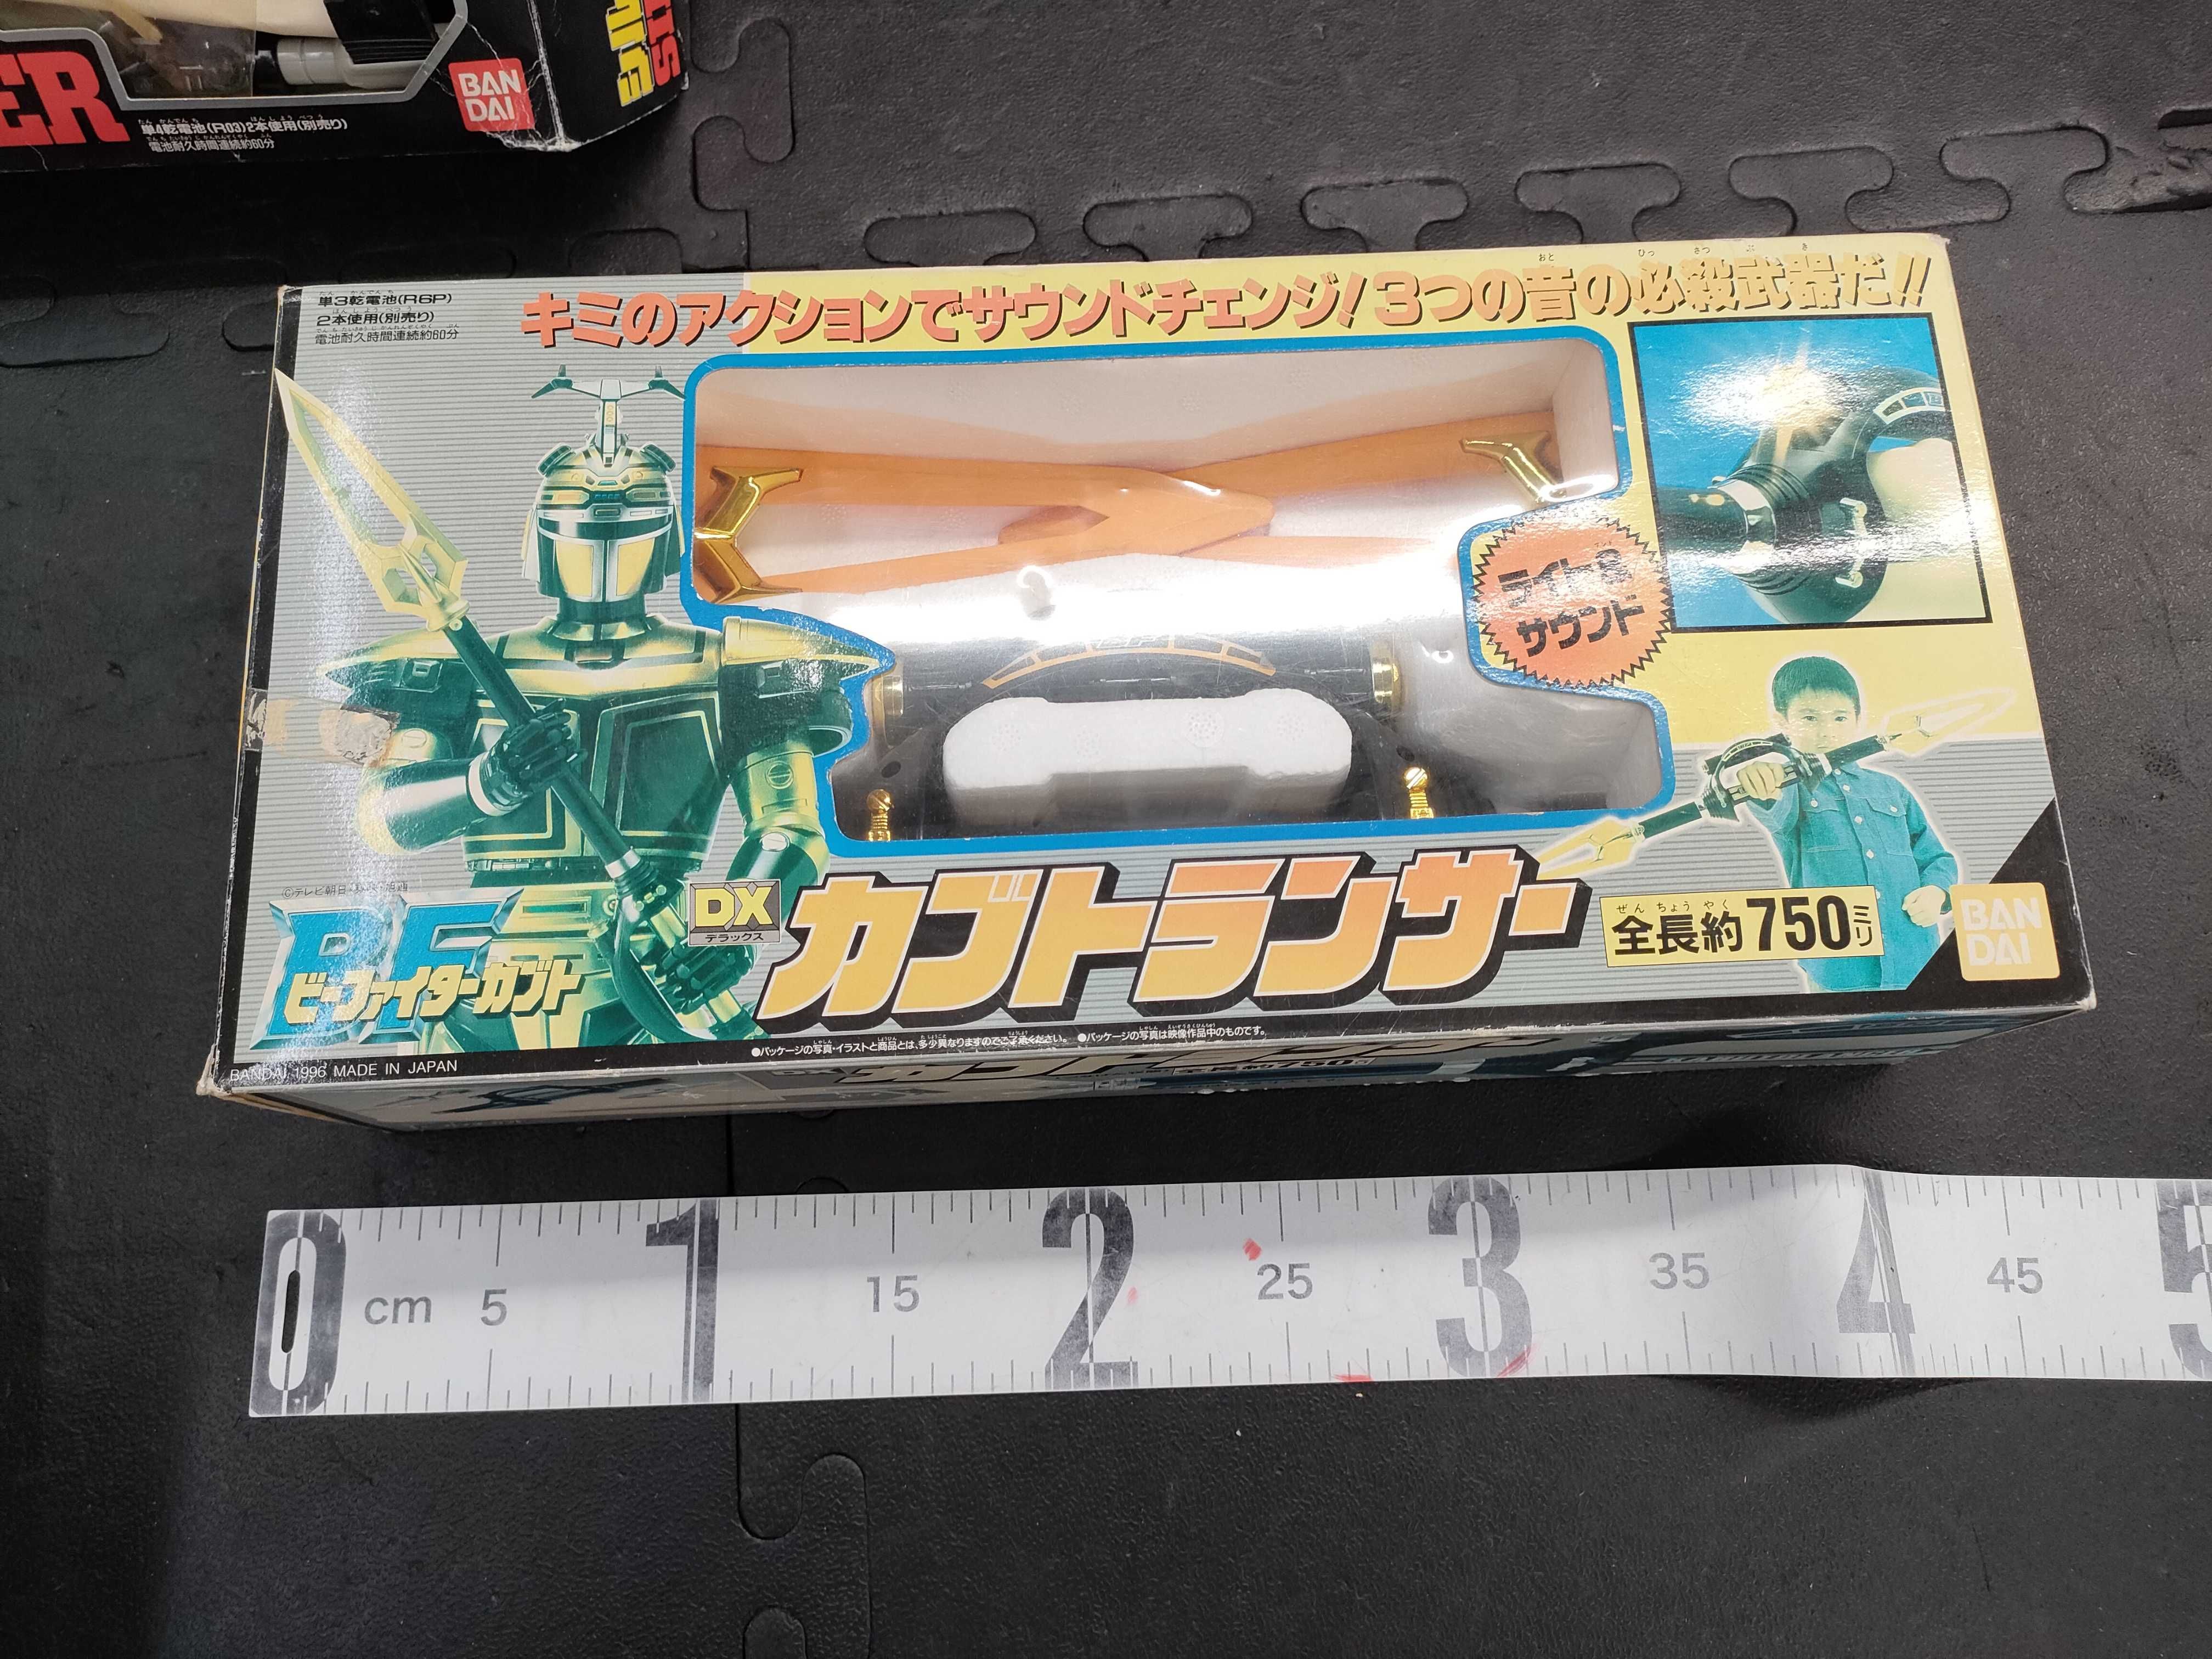 ER
単4乾電池(R03)2本使用(別売り)
電池耐久時間連続約60分
BAN
DAI
単3乾電池(R6P)
2本使用(別売り)
電池耐久時間連続約60分
キミのアクションでサウンドチェンジ!3つの音の必殺武器だ!!
ライト&
サウンド
©テレビ朝日
BF
ビーファイターカブト
DX
デラックス
カブトランサー
全長約750ミリ
BAN
DAI
●パッケージの写真・イラストと商品とは、多少異なりますのでご了承ください。 ●パッケージの写真は映像作品中のものです。
BANDAI 1996 MADE IN JAPAN
全長約750ミリ
0 cm 5 1 15 2 25 3 35 4 45 5